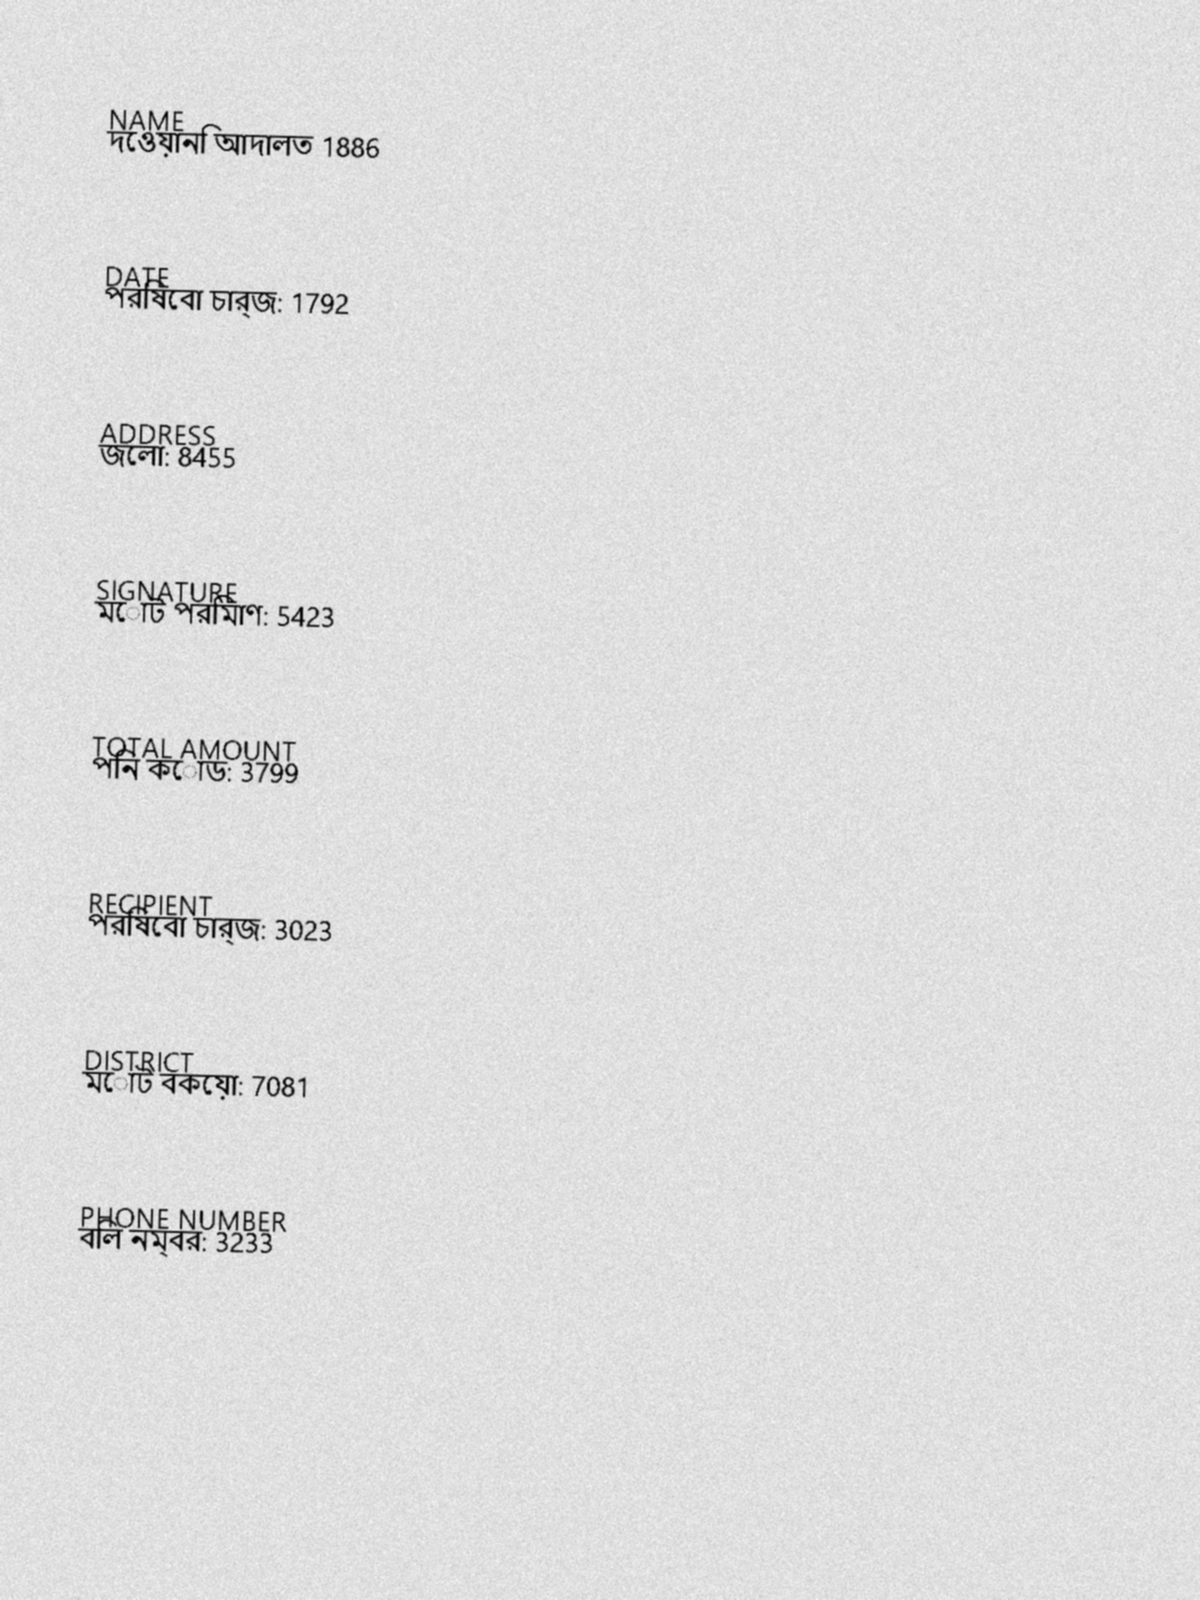 NAME
দেওয়ানি আদালত 1886
DATE
পরিষেবা চার্জ: 1792
ADDRESS
জেলা: 8455
SIGNATURE
মোট পরিমাণ: 5423
TOTAL AMOUNT
পিন কোড: 3799
RECIPIENT
পরিষেবা চার্জ: 3023
DISTRICT
মোট বকেয়া: 7081
PHONE NUMBER
বিল নম্বর: 3233